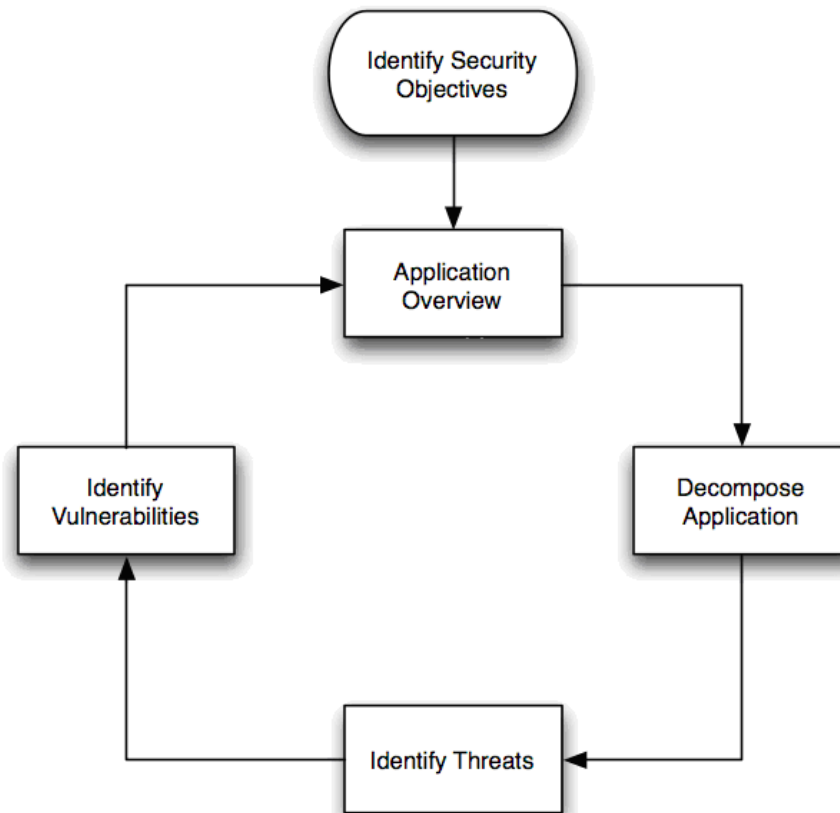 Identify Security
Objectives
Application
Overview
Identify
Vulnerabilities
Decompose
Application
Identify Threats